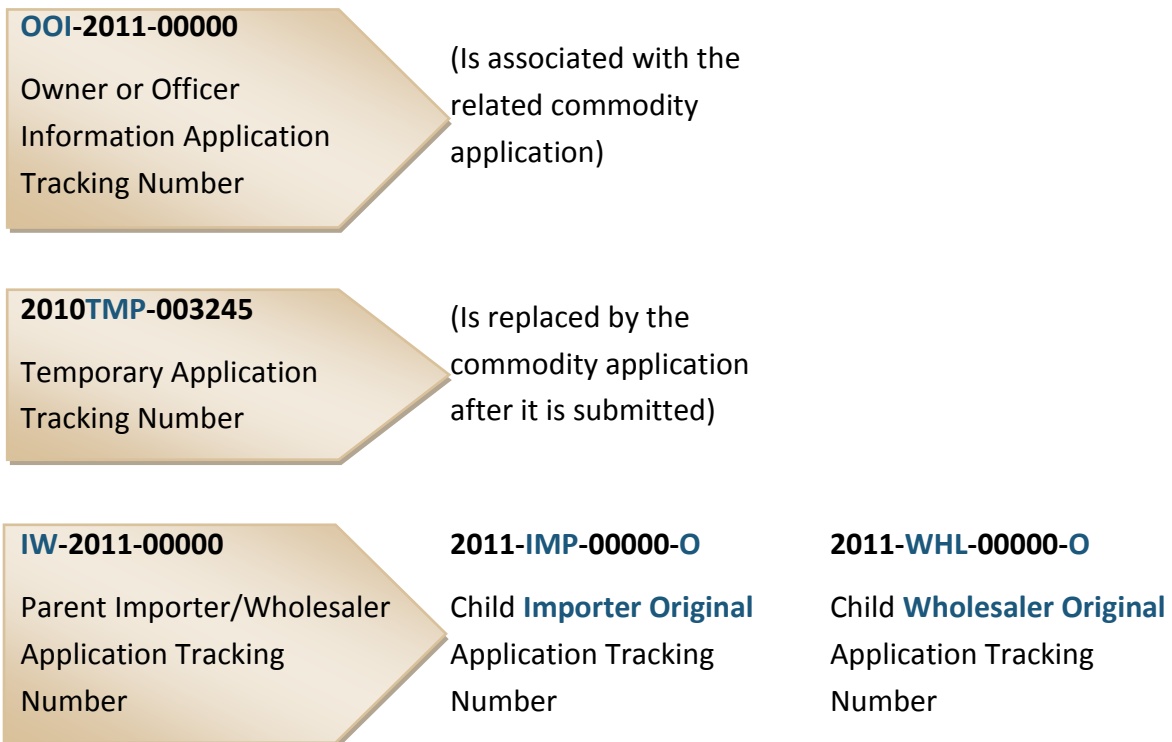 OOI-2011-00000
Owner or Officer
Information Application
Tracking Number
(Is associated with the
related commodity
application)
2010TMP-003245
Temporary Application
Tracking Number
(Is replaced by the
commodity application
after it is submitted)
IW-2011-00000
Parent Importer/Wholesaler
Application Tracking
Number
2011-IMP-00000-O
Child Importer Original
Application Tracking
Number
2011-WHL-00000-O
Child Wholesaler Original
Application Tracking
Number